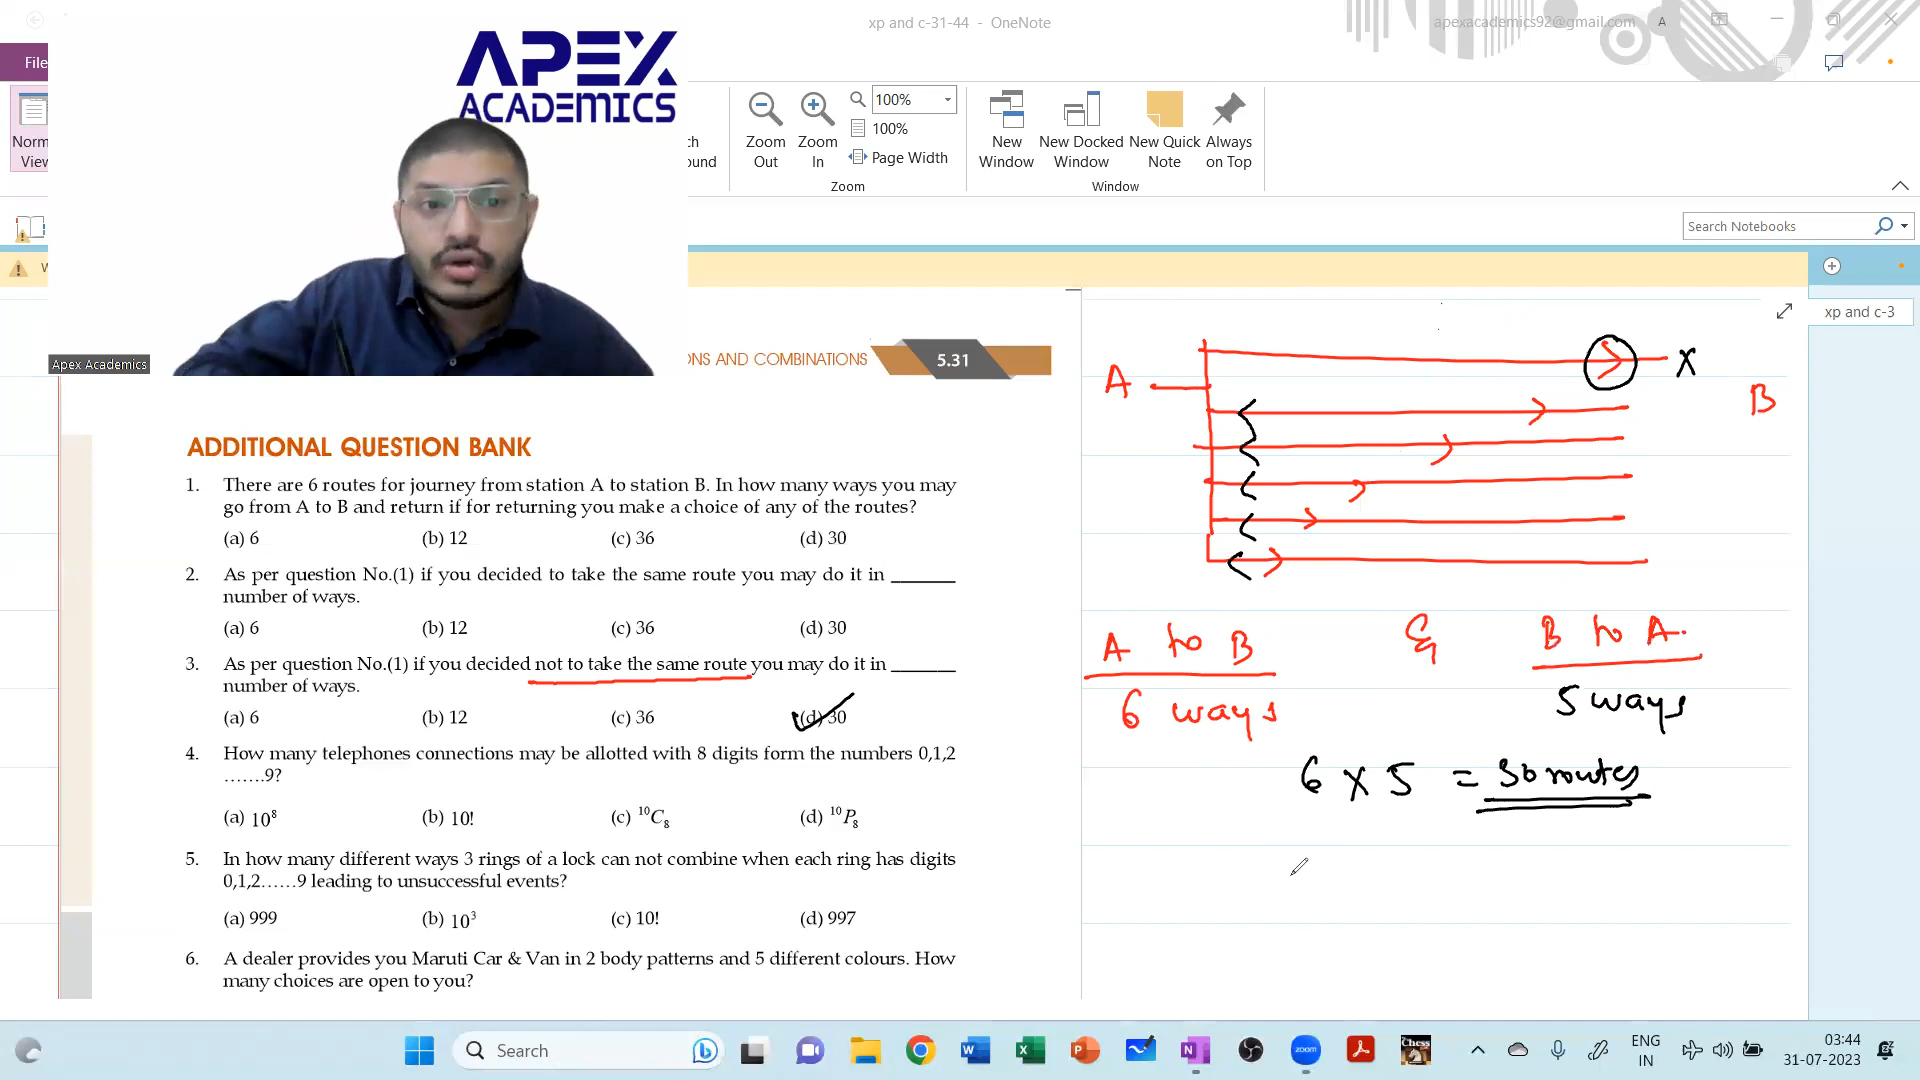 xp and c-31-44 - OneNote
apexacademics92@gmail.com A
File
APEX
ACADEMICS
Norm
View
ch
ound
Zoom
Out
Zoom
In
100%
100%
Page Width
Zoom
New
Window
New Docked
Window
New Quick
Note
Always
on Top
Window
Search Notebooks
W
xp and c-3
Apex Academics
ONS AND COMBINATIONS
5.31
A
X
B
ADDITIONAL QUESTION BANK
1. There are 6 routes for journey from station A to station B. In how many ways you may
go from A to B and return if for returning you make a choice of any of the routes?
(a) 6 (b) 12 (c) 36 (d) 30
2. As per question No.(1) if you decided to take the same route you may do it in _______
number of ways.
(a) 6 (b) 12 (c) 36 (d) 30
3. As per question No.(1) if you decided not to take the same route you may do it in _______
number of ways.
(a) 6 (b) 12 (c) 36 (d) 30
4. How many telephones connections may be allotted with 8 digits form the numbers 0,1,2
…….9?
(a) 10⁸ (b) 10! (c) ¹⁰C₈ (d) ¹⁰P₈
5. In how many different ways 3 rings of a lock can not combine when each ring has digits
0,1,2……9 leading to unsuccessful events?
(a) 999 (b) 10³ (c) 10! (d) 997
6. A dealer provides you Maruti Car & Van in 2 body patterns and 5 different colours. How
many choices are open to you?
A to B & B to A.
6 ways 5 ways
6 x 5 = 30 routes
Search
ENG
IN
03:44
31-07-2023